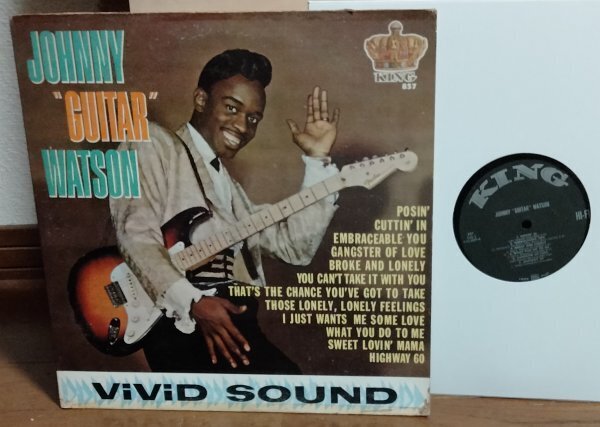 JOHNNY
"GUITAR"
WATSON
KING
857
POSIN'
CUTTIN' IN
EMBRACEABLE YOU
GANGSTER OF LOVE
BROKE AND LONELY
YOU CAN'T TAKE IT WITH YOU
THAT'S THE CHANCE YOU'VE GOT TO TAKE
THOSE LONELY, LONELY FEELINGS
I JUST WANTS ME SOME LOVE
WHAT YOU DO TO ME
SWEET LOVIN' MAMA
HIGHWAY 60
ViViD SOUND
KING
JOHNNY "GUITAR" WATSON
HI-F